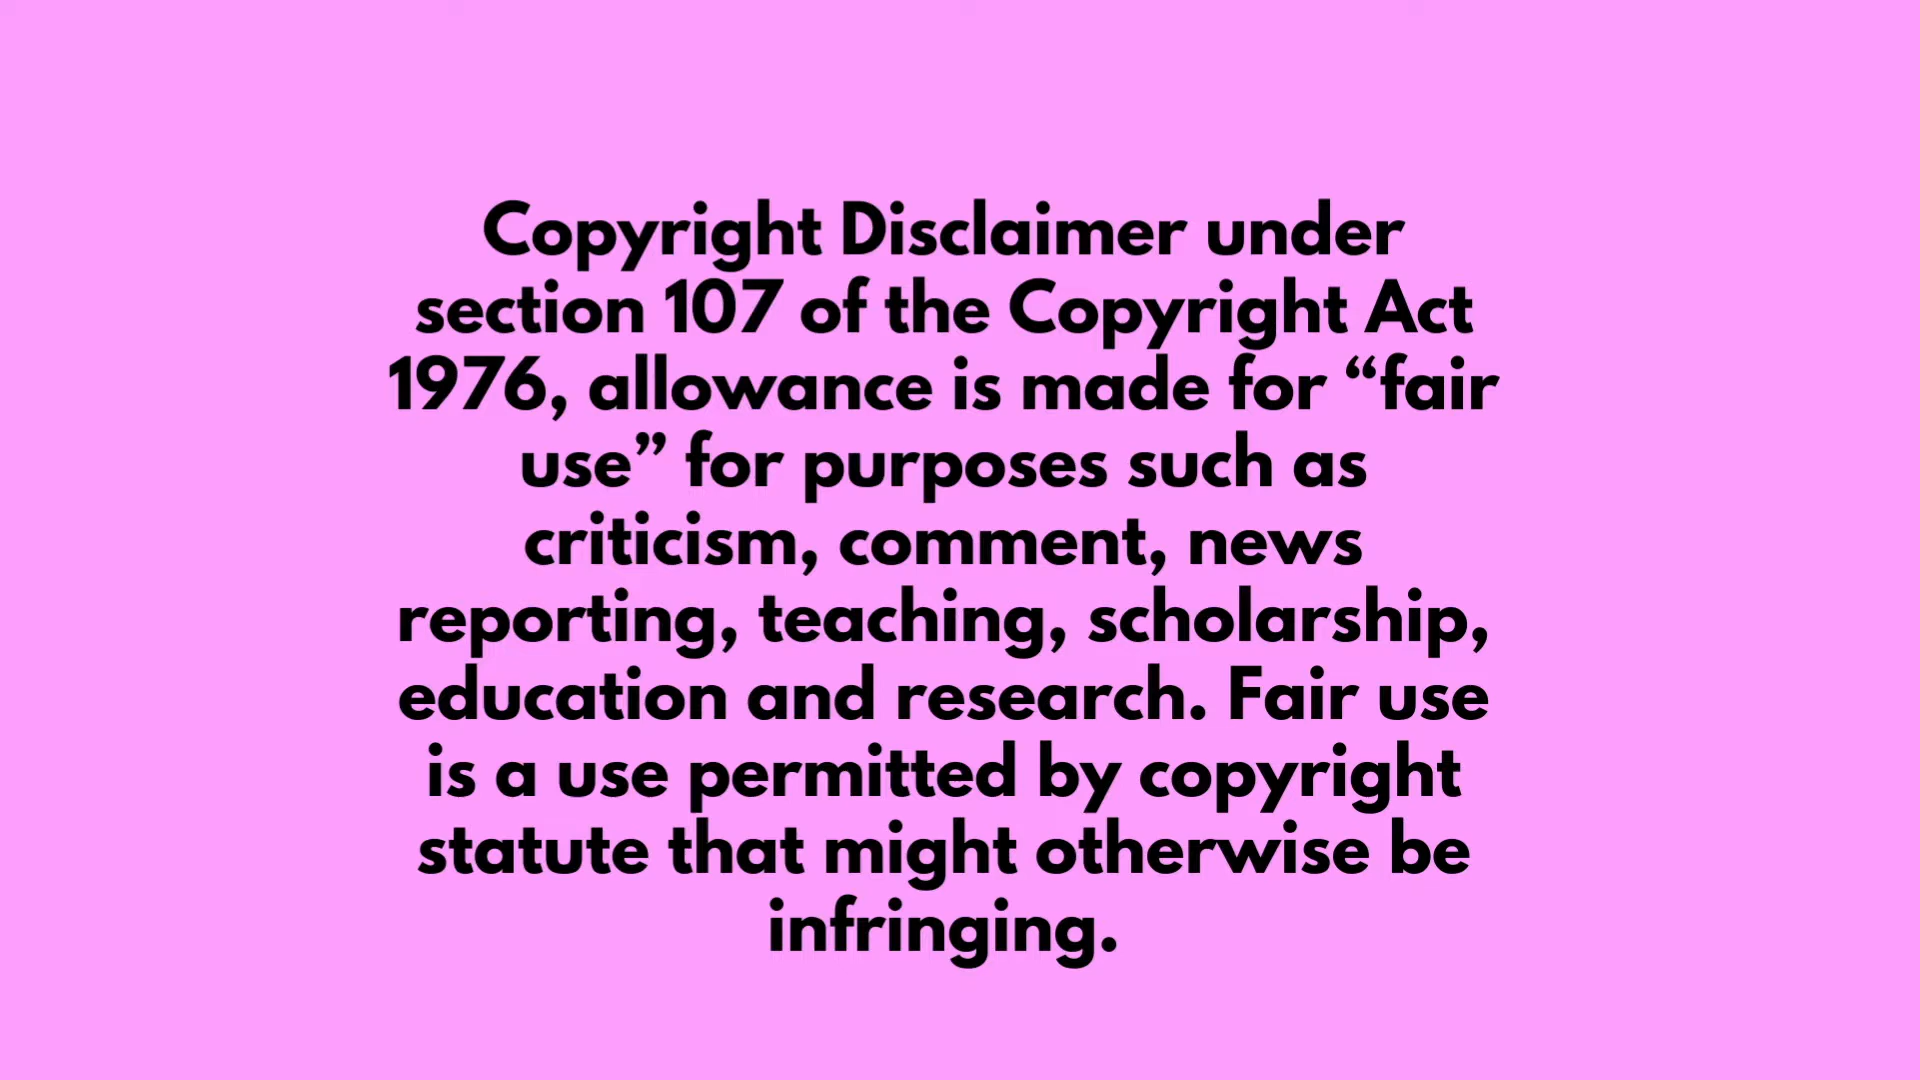 Copyright Disclaimer under
section 107 of the Copyright Act
1976, allowance is made for “fair
use” for purposes such as
criticism, comment, news
reporting, teaching, scholarship,
education and research. Fair use
is a use permitted by copyright
statute that might otherwise be
infringing.